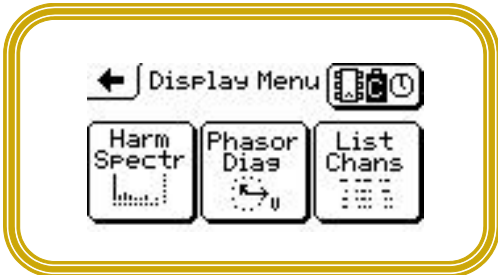 Display Menu
C
Harm
Spectr
Phasor
Diag
U
List
Chans